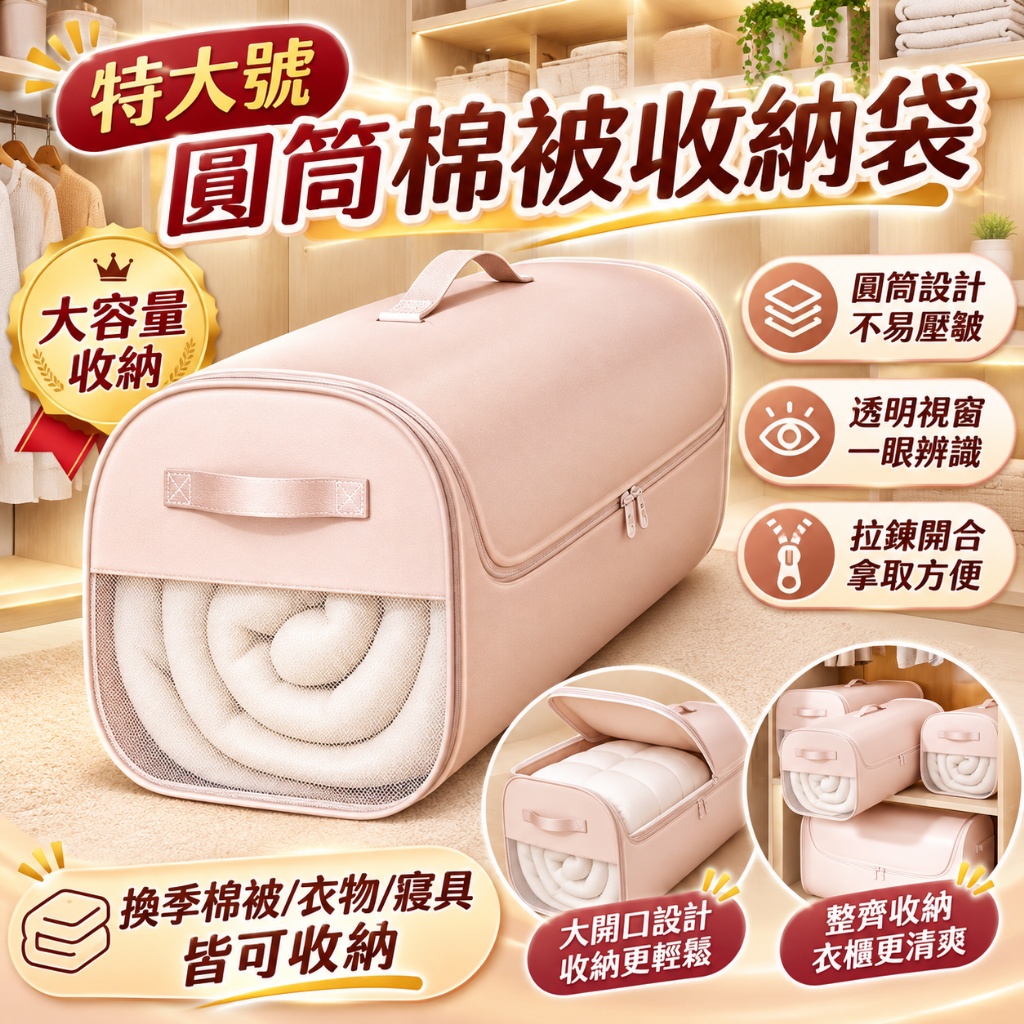 特大號
圓筒棉被收納袋
大容量
收納
圓筒設計
不易壓皺
透明視窗
一眼辨識
拉鍊開合
拿取方便
換季棉被/衣物/寢具
皆可收納
大開口設計
收納更輕鬆
整齊收納
衣櫃更清爽